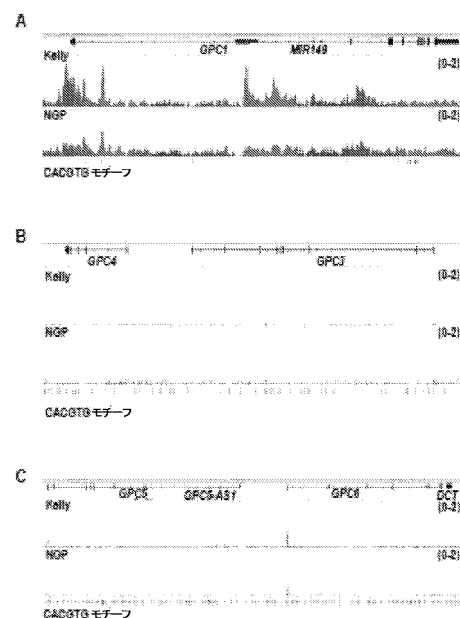 A
GPC1 MIR149
Kelly (0-2)
NGP (0-2)
CACGTG モチーフ
B
GPC4 GPC3
Kelly (0-2)
NGP (0-2)
CACGTG モチーフ
C
GPC5 GPC5-AS1 GPC6 DCT
Kelly (0-2)
NGP (0-2)
CACGTG モチーフ